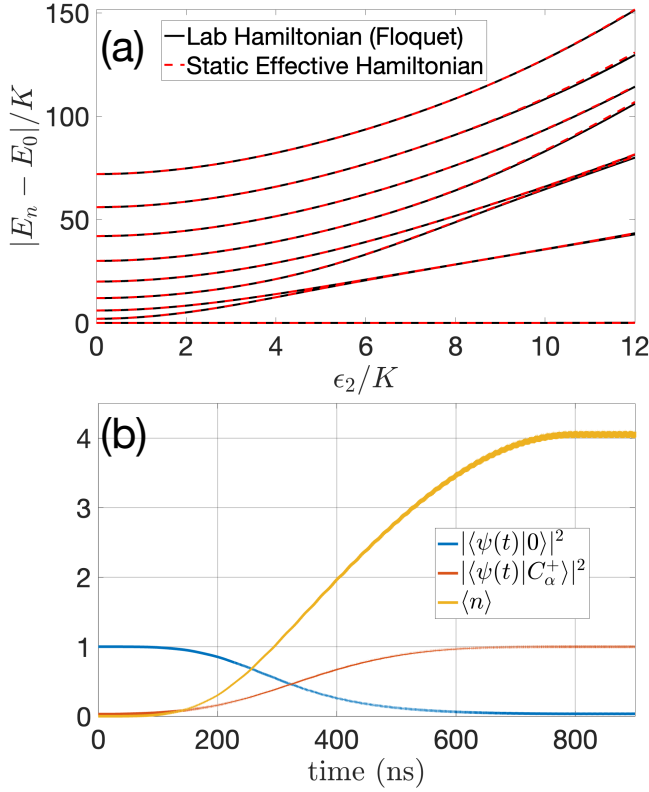 (a)
Lab Hamiltonian (Floquet)
Static Effective Hamiltonian
150
100
50
0
|E_n − E_0|/K
0 2 4 6 8 10 12
ϵ_2/K
(b)
4
3
2
1
0
|⟨ψ(t)|0⟩|²
|⟨ψ(t)|C_α^+⟩|²
⟨n⟩
0 200 400 600 800
time (ns)